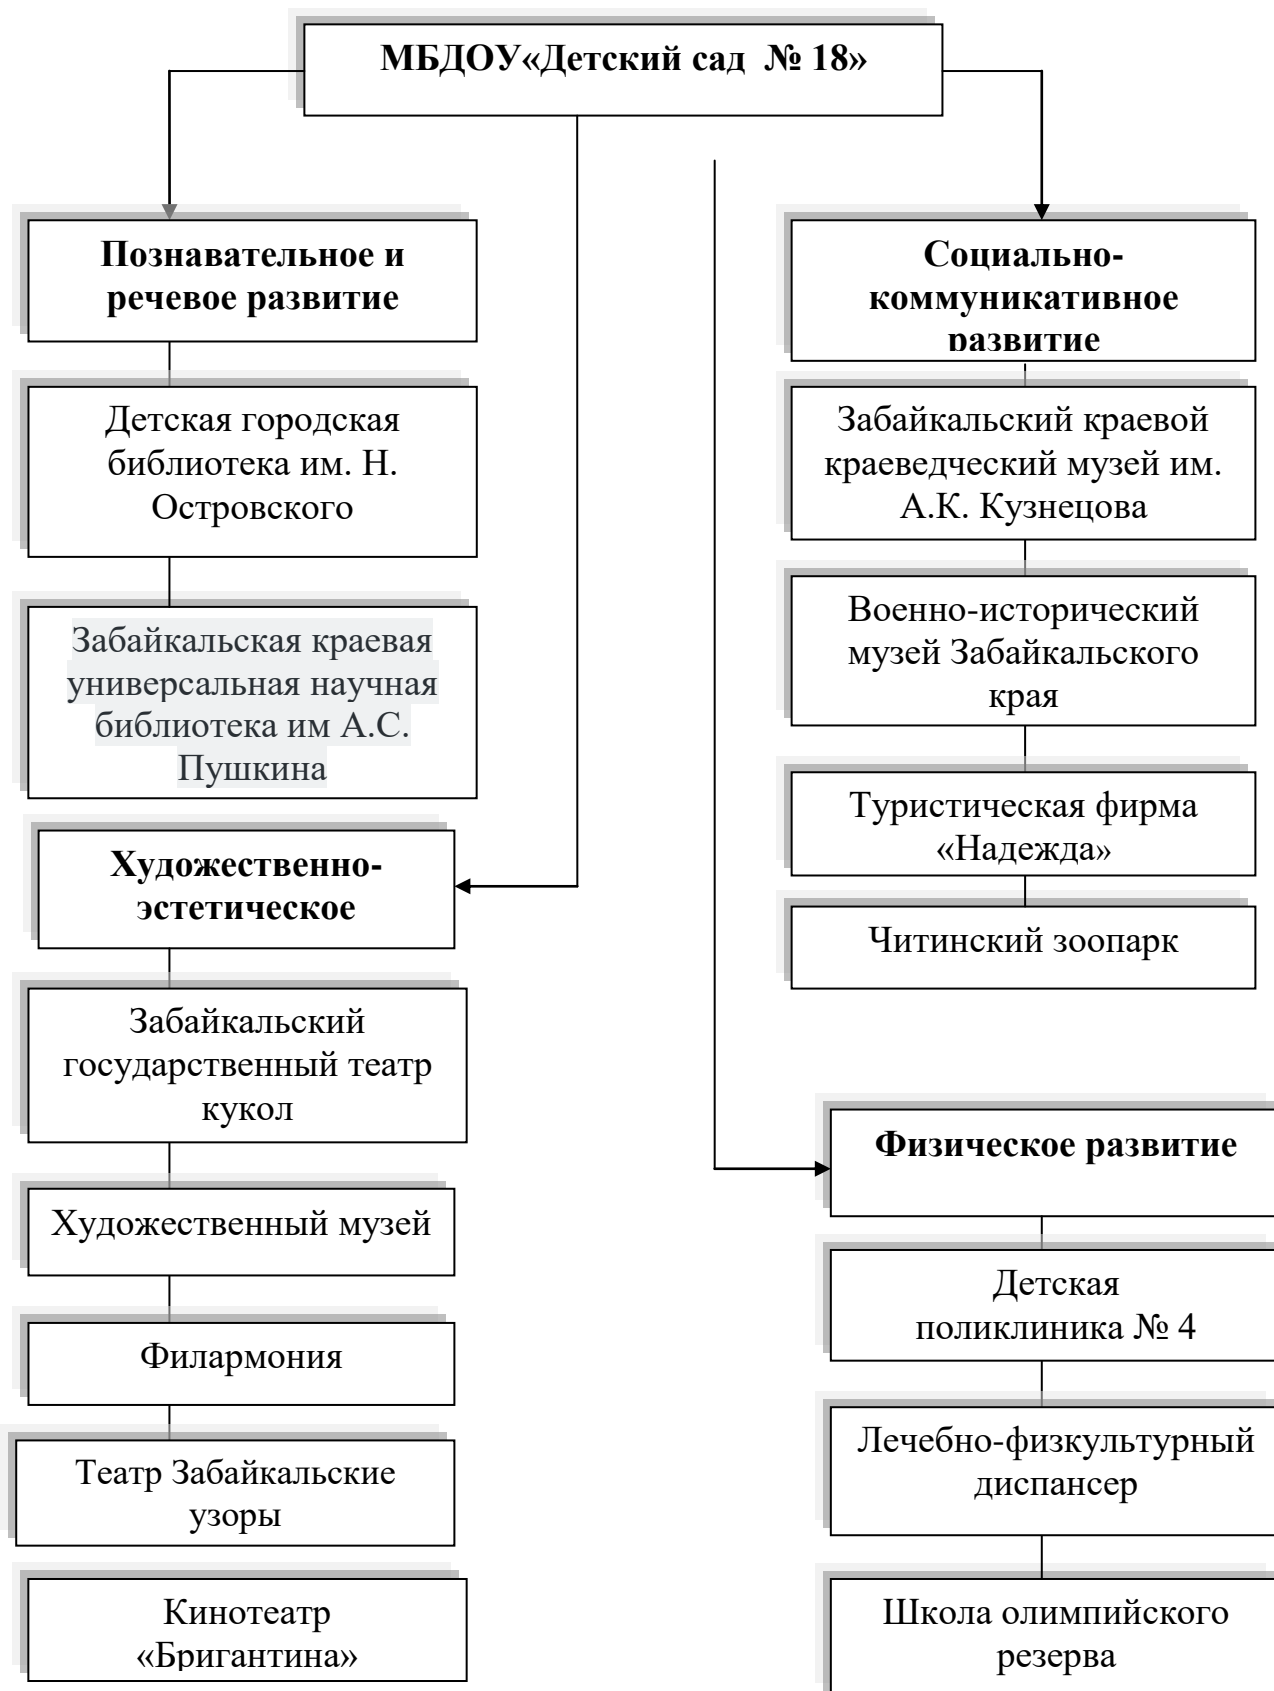 МБДОУ«Детский сад № 18»
Познавательное и
речевое развитие
Детская городская
библиотека им. Н.
Островского
Забайкальская краевая
универсальная научная
библиотека им А.С.
Пушкина
Художественно-
эстетическое
Забайкальский
государственный театр
кукол
Художественный музей
Филармония
Театр Забайкальские
узоры
Кинотеатр
«Бригантина»
Социально-
коммуникативное
развитие
Забайкальский краевой
краеведческий музей им.
А.К. Кузнецова
Военно-исторический
музей Забайкальского
края
Туристическая фирма
«Надежда»
Читинский зоопарк
Физическое развитие
Детская
поликлиника № 4
Лечебно-физкультурный
диспансер
Школа олимпийского
резерва